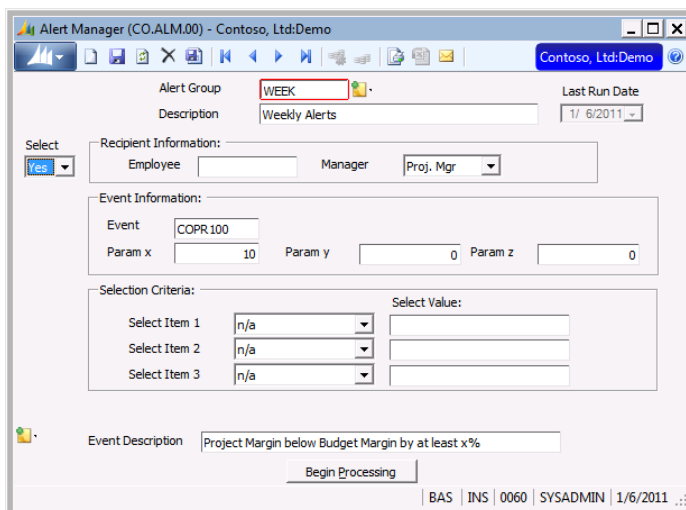 Alert Manager (CO.ALM.00) - Contoso, Ltd:Demo
Contoso, Ltd:Demo
Alert Group WEEK Last Run Date
Description Weekly Alerts 1/ 6/2011
Select Recipient Information:
Yes Employee Manager Proj. Mgr
Event Information:
Event COPR100
Param x 10 Param y 0 Param z 0
Selection Criteria:
Select Value:
Select Item 1 n/a
Select Item 2 n/a
Select Item 3 n/a
Event Description Project Margin below Budget Margin by at least x%
Begin Processing
BAS INS 0060 SYSADMIN 1/6/2011